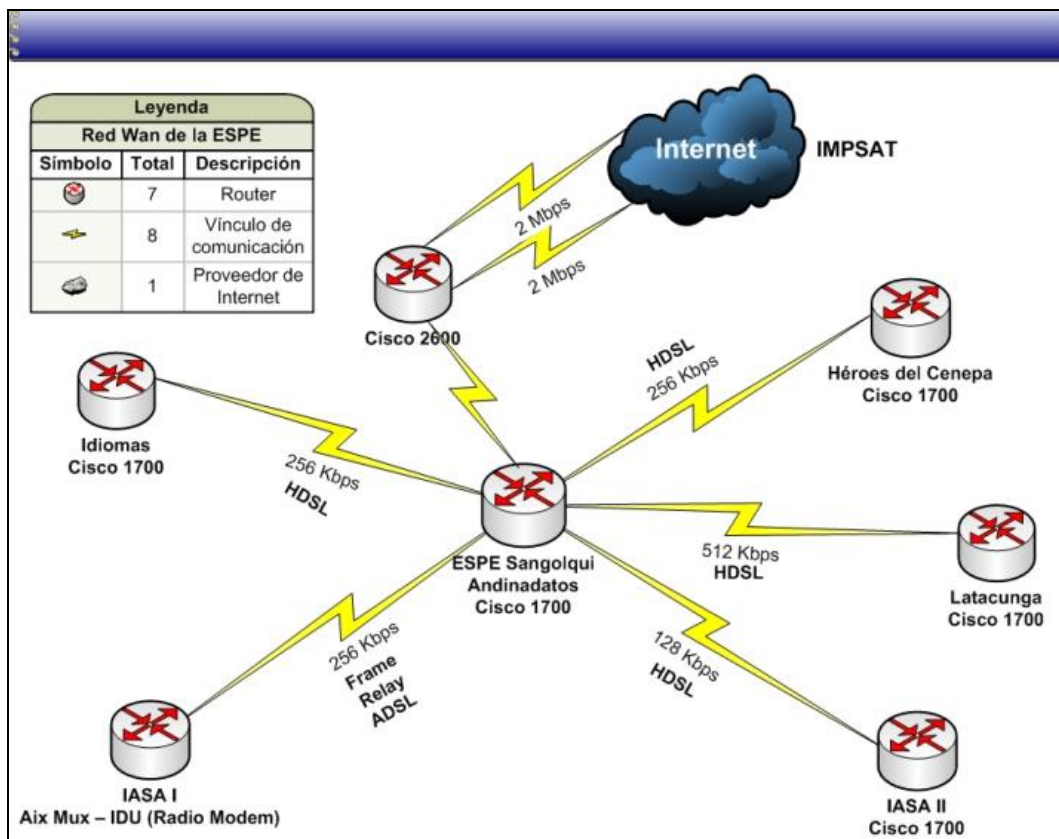 Leyenda
Red Wan de la ESPE
Símbolo Total Descripción
7 Router
8 Vínculo de
comunicación
1 Proveedor de
Internet
Internet
IMPSAT
2 Mbps
2 Mbps
Cisco 2600
HDSL
256 Kbps
Héroes del Cenepa
Cisco 1700
Idiomas
Cisco 1700
256 Kbps
HDSL
ESPE Sangolqui
Andinadatos
Cisco 1700
512 Kbps
HDSL
Latacunga
Cisco 1700
256 Kbps
Frame
Relay
ADSL
128 Kbps
HDSL
IASA I
Aix Mux – IDU (Radio Modem)
IASA II
Cisco 1700